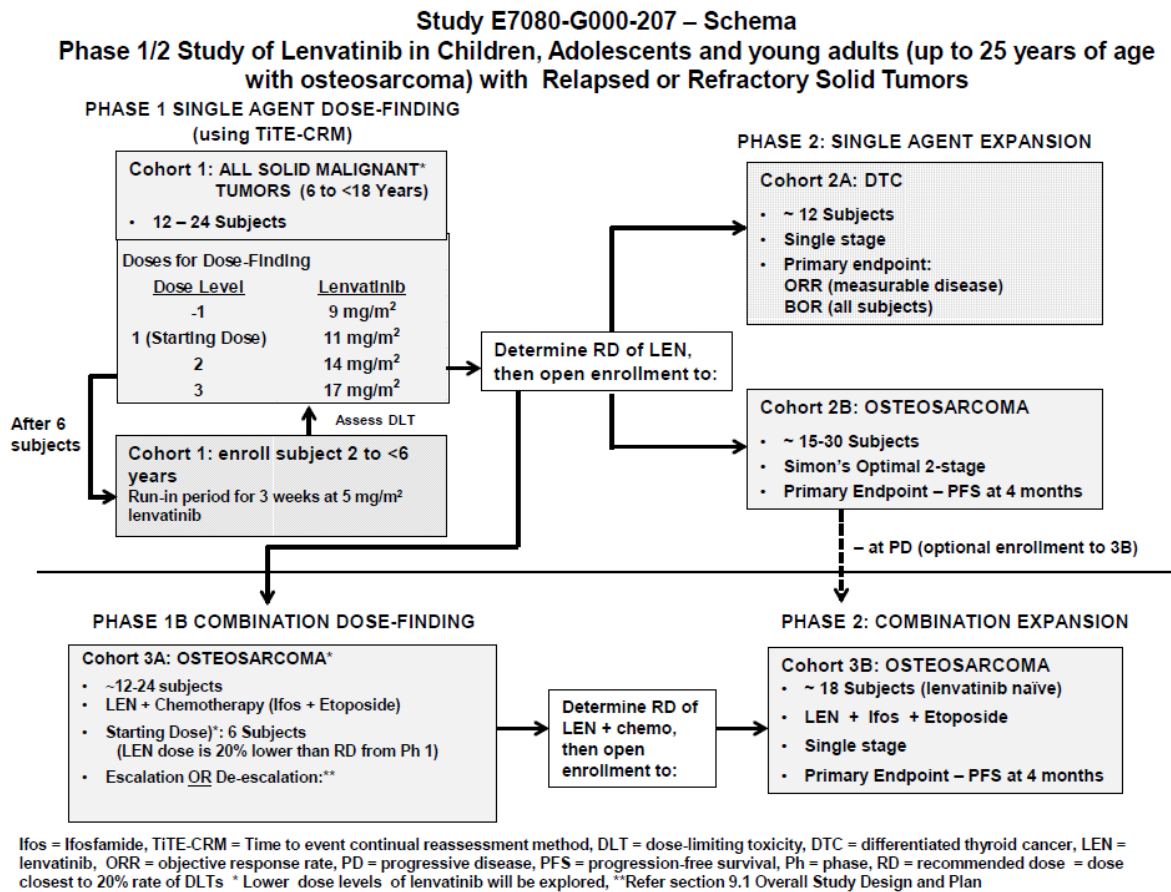 Study E7080-G000-207 – Schema
Phase 1/2 Study of Lenvatinib in Children, Adolescents and young adults (up to 25 years of age
with osteosarcoma) with Relapsed or Refractory Solid Tumors
PHASE 1 SINGLE AGENT DOSE-FINDING
(using TiTE-CRM)
Cohort 1: ALL SOLID MALIGNANT*
TUMORS (6 to <18 Years)
• 12 – 24 Subjects
Doses for Dose-Finding
Dose Level Lenvatinib
-1 9 mg/m²
1 (Starting Dose) 11 mg/m²
2 14 mg/m²
3 17 mg/m²
After 6
subjects
Assess DLT
Cohort 1: enroll subject 2 to <6
years
Run-in period for 3 weeks at 5 mg/m²
lenvatinib
Determine RD of LEN,
then open enrollment to:
PHASE 2: SINGLE AGENT EXPANSION
Cohort 2A: DTC
• ~ 12 Subjects
• Single stage
• Primary endpoint:
ORR (measurable disease)
BOR (all subjects)
Cohort 2B: OSTEOSARCOMA
• ~ 15-30 Subjects
• Simon's Optimal 2-stage
• Primary Endpoint – PFS at 4 months
– at PD (optional enrollment to 3B)
PHASE 1B COMBINATION DOSE-FINDING
Cohort 3A: OSTEOSARCOMA*
• ~12-24 subjects
• LEN + Chemotherapy (Ifos + Etoposide)
• Starting Dose)*: 6 Subjects
(LEN dose is 20% lower than RD from Ph 1)
• Escalation OR De-escalation:**
Determine RD of
LEN + chemo,
then open
enrollment to:
PHASE 2: COMBINATION EXPANSION
Cohort 3B: OSTEOSARCOMA
• ~ 18 Subjects (lenvatinib naïve)
• LEN + Ifos + Etoposide
• Single stage
• Primary Endpoint – PFS at 4 months
Ifos = Ifosfamide, TiTE-CRM = Time to event continual reassessment method, DLT = dose-limiting toxicity, DTC = differentiated thyroid cancer, LEN =
lenvatinib, ORR = objective response rate, PD = progressive disease, PFS = progression-free survival, Ph = phase, RD = recommended dose = dose
closest to 20% rate of DLTs * Lower dose levels of lenvatinib will be explored, **Refer section 9.1 Overall Study Design and Plan